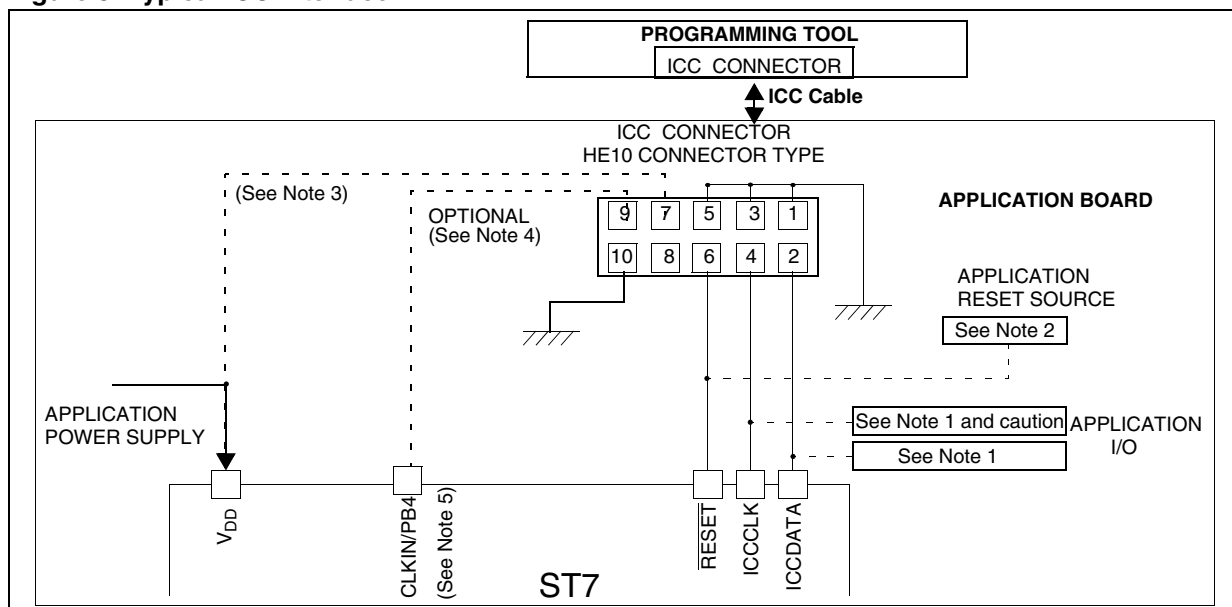 PROGRAMMING TOOL
ICC CONNECTOR
ICC Cable
ICC CONNECTOR
HE10 CONNECTOR TYPE
(See Note 3)
OPTIONAL
(See Note 4)
9 7 5 3 1
10 8 6 4 2
APPLICATION BOARD
APPLICATION
RESET SOURCE
See Note 2
APPLICATION
POWER SUPPLY
See Note 1 and caution
See Note 1
APPLICATION
I/O
VDD
CLKIN/PB4
(See Note 5)
RESET
ICCCLK
ICCDATA
ST7